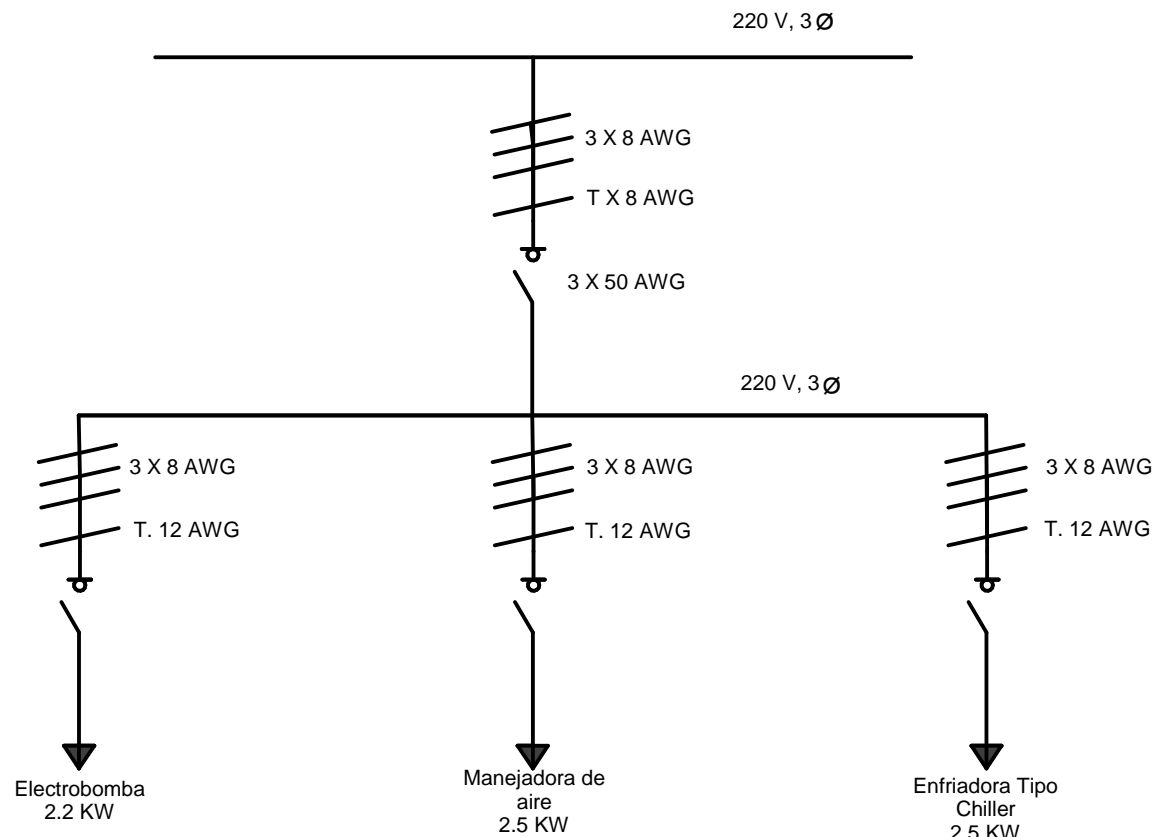 220 V, 3 Ø
3 X 8 AWG
T X 8 AWG
3 X 50 AWG
220 V, 3 Ø
3 X 8 AWG
T. 12 AWG
3 X 8 AWG
T. 12 AWG
3 X 8 AWG
T. 12 AWG
Electrobomba
2.2 KW
Manejadora de
aire
2.5 KW
Enfriadora Tipo
Chiller
2.5 KW